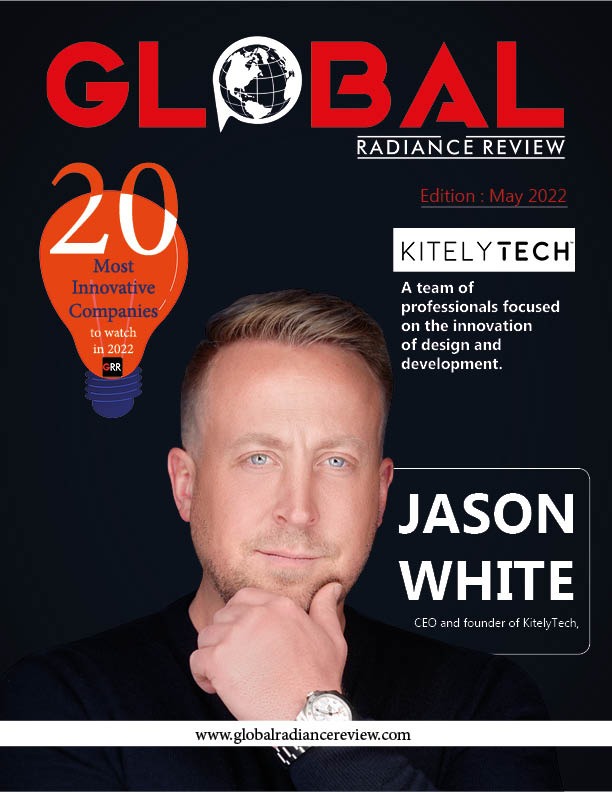 GLOBAL
RADIANCE REVIEW
Edition : May 2022
20
Most
Innovative
Companies
to watch
in 2022
GRR
KITELYTECH™
A team of
professionals focused
on the innovation
of design and
development.
JASON
WHITE
CEO and founder of KitelyTech,
www.globalradiancereview.com